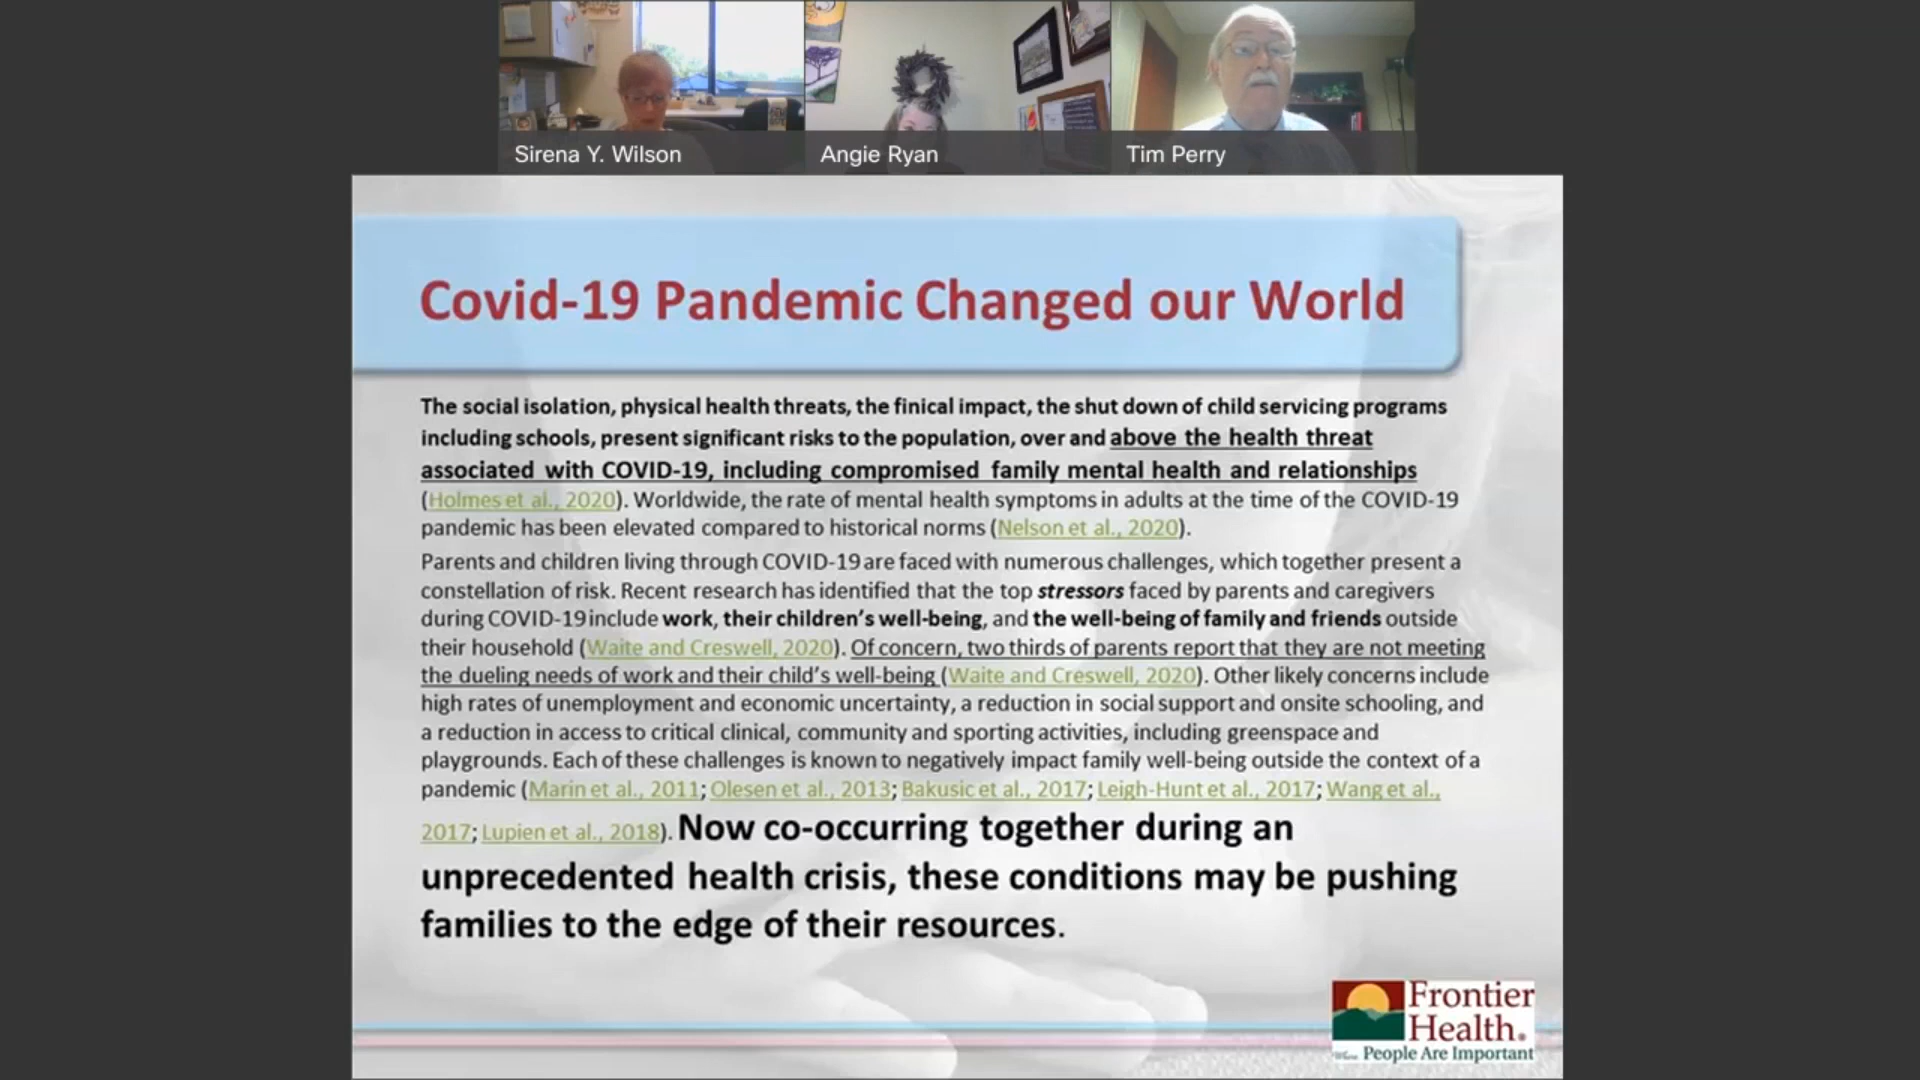 Sirena Y. Wilson
Angie Ryan
Tim Perry
Covid-19 Pandemic Changed our World
The social isolation, physical health threats, the finical impact, the shut down of child servicing programs
including schools, present significant risks to the population, over and above the health threat
associated with COVID-19, including compromised family mental health and relationships
(Holmes et al., 2020). Worldwide, the rate of mental health symptoms in adults at the time of the COVID-19
pandemic has been elevated compared to historical norms (Nelson et al., 2020).
Parents and children living through COVID-19 are faced with numerous challenges, which together present a
constellation of risk. Recent research has identified that the top stressors faced by parents and caregivers
during COVID-19 include work, their children’s well-being, and the well-being of family and friends outside
their household (Waite and Creswell, 2020). Of concern, two thirds of parents report that they are not meeting
the dueling needs of work and their child’s well-being (Waite and Creswell, 2020). Other likely concerns include
high rates of unemployment and economic uncertainty, a reduction in social support and onsite schooling, and
a reduction in access to critical clinical, community and sporting activities, including greenspace and
playgrounds. Each of these challenges is known to negatively impact family well-being outside the context of a
pandemic (Marin et al., 2011; Olesen et al., 2013; Bakusic et al., 2017; Leigh-Hunt et al., 2017; Wang et al.,
2017; Lupien et al., 2018). Now co-occurring together during an
unprecedented health crisis, these conditions may be pushing
families to the edge of their resources.
Frontier
Health®
Where People Are Important